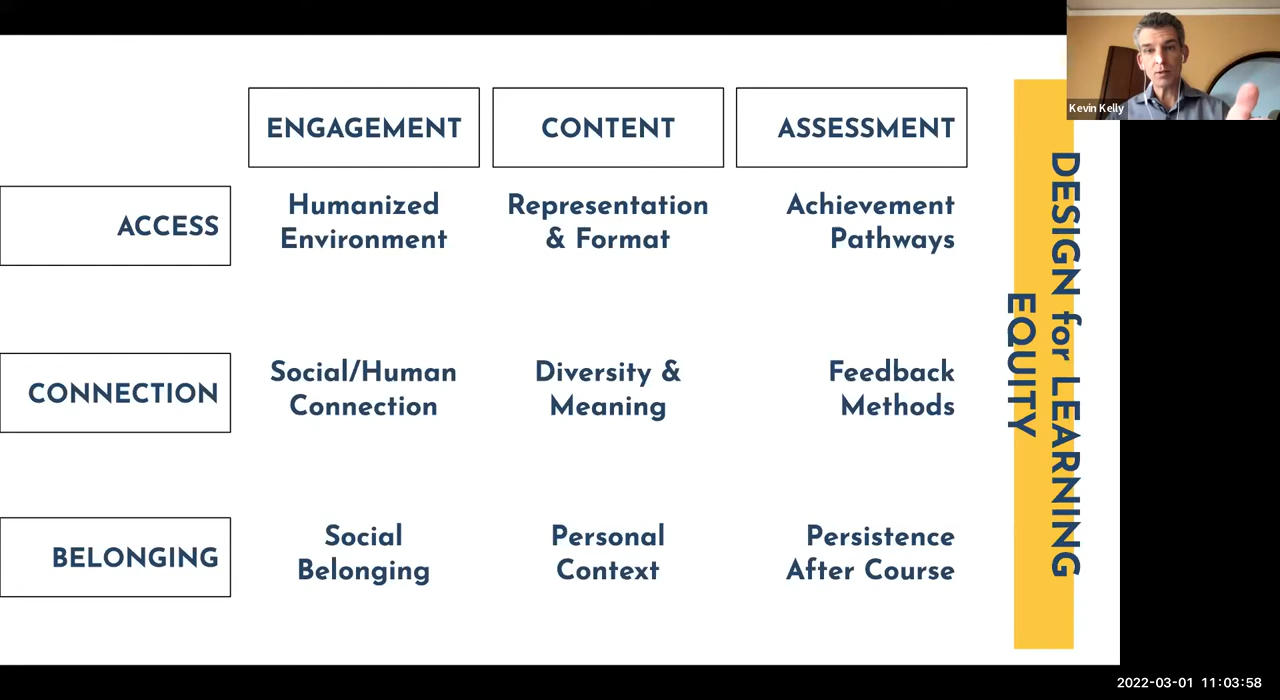 Kevin Kelly
ENGAGEMENT
CONTENT
ASSESSMENT
ACCESS
Humanized
Environment
Representation
& Format
Achievement
Pathways
CONNECTION
Social/Human
Connection
Diversity &
Meaning
Feedback
Methods
BELONGING
Social
Belonging
Personal
Context
Persistence
After Course
DESIGN for LEARNING
EQUITY
2022-03-01 11:03:58